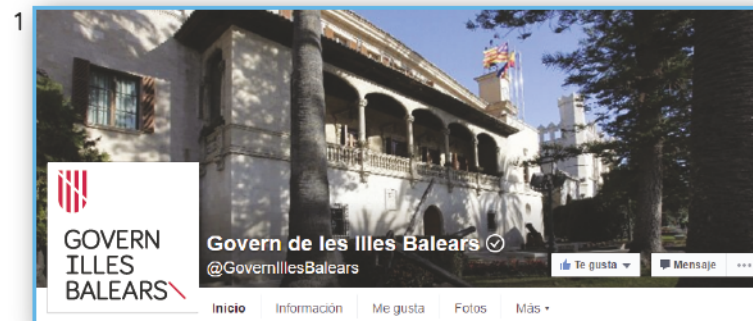 1
GOVERN
ILLES
BALEARS
Govern de les Illes Balears
@GovernIllesBalears
Te gusta
Mensaje
Inicio Información Me gusta Fotos Más